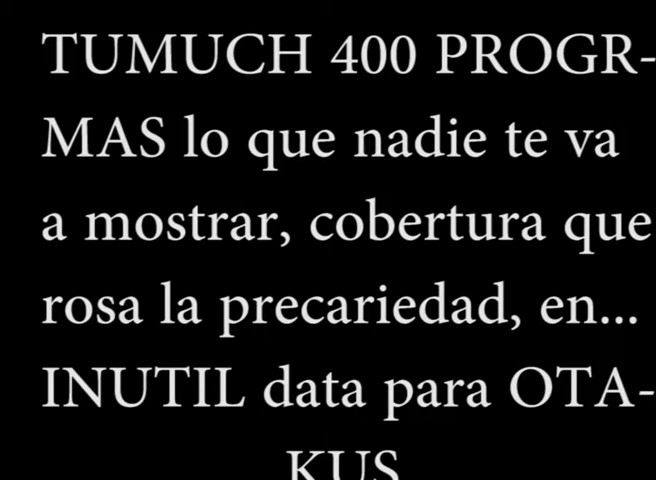 TUMUCH 400 PROGR-
MAS lo que nadie te va
a mostrar, cobertura que
rosa la precariedad, en...
INUTIL data para OTA-
KUS